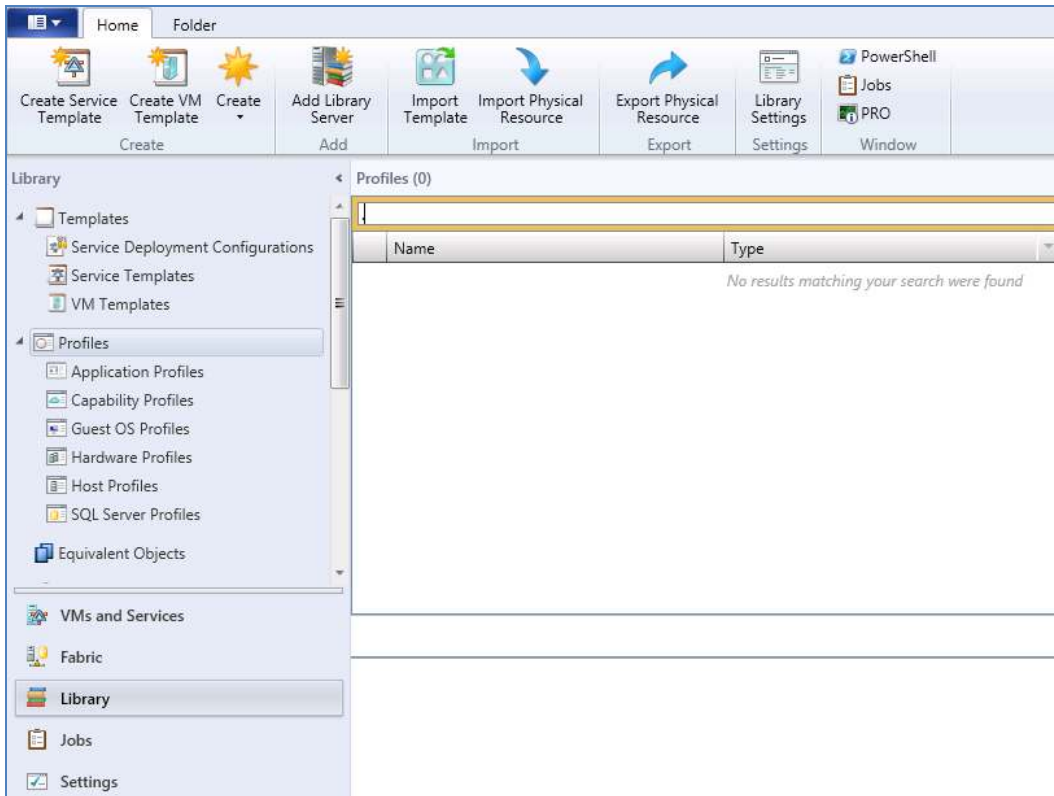 Home Folder
Create Service Template
Create VM Template
Create
Add Library Server
Import Template
Import Physical Resource
Export Physical Resource
Library Settings
PowerShell
Jobs
PRO
Create Add Import Export Settings Window
Library
Profiles (0)
Templates
Service Deployment Configurations
Service Templates
VM Templates
Profiles
Application Profiles
Capability Profiles
Guest OS Profiles
Hardware Profiles
Host Profiles
SQL Server Profiles
Equivalent Objects
VMs and Services
Fabric
Library
Jobs
Settings
Name Type
No results matching your search were found